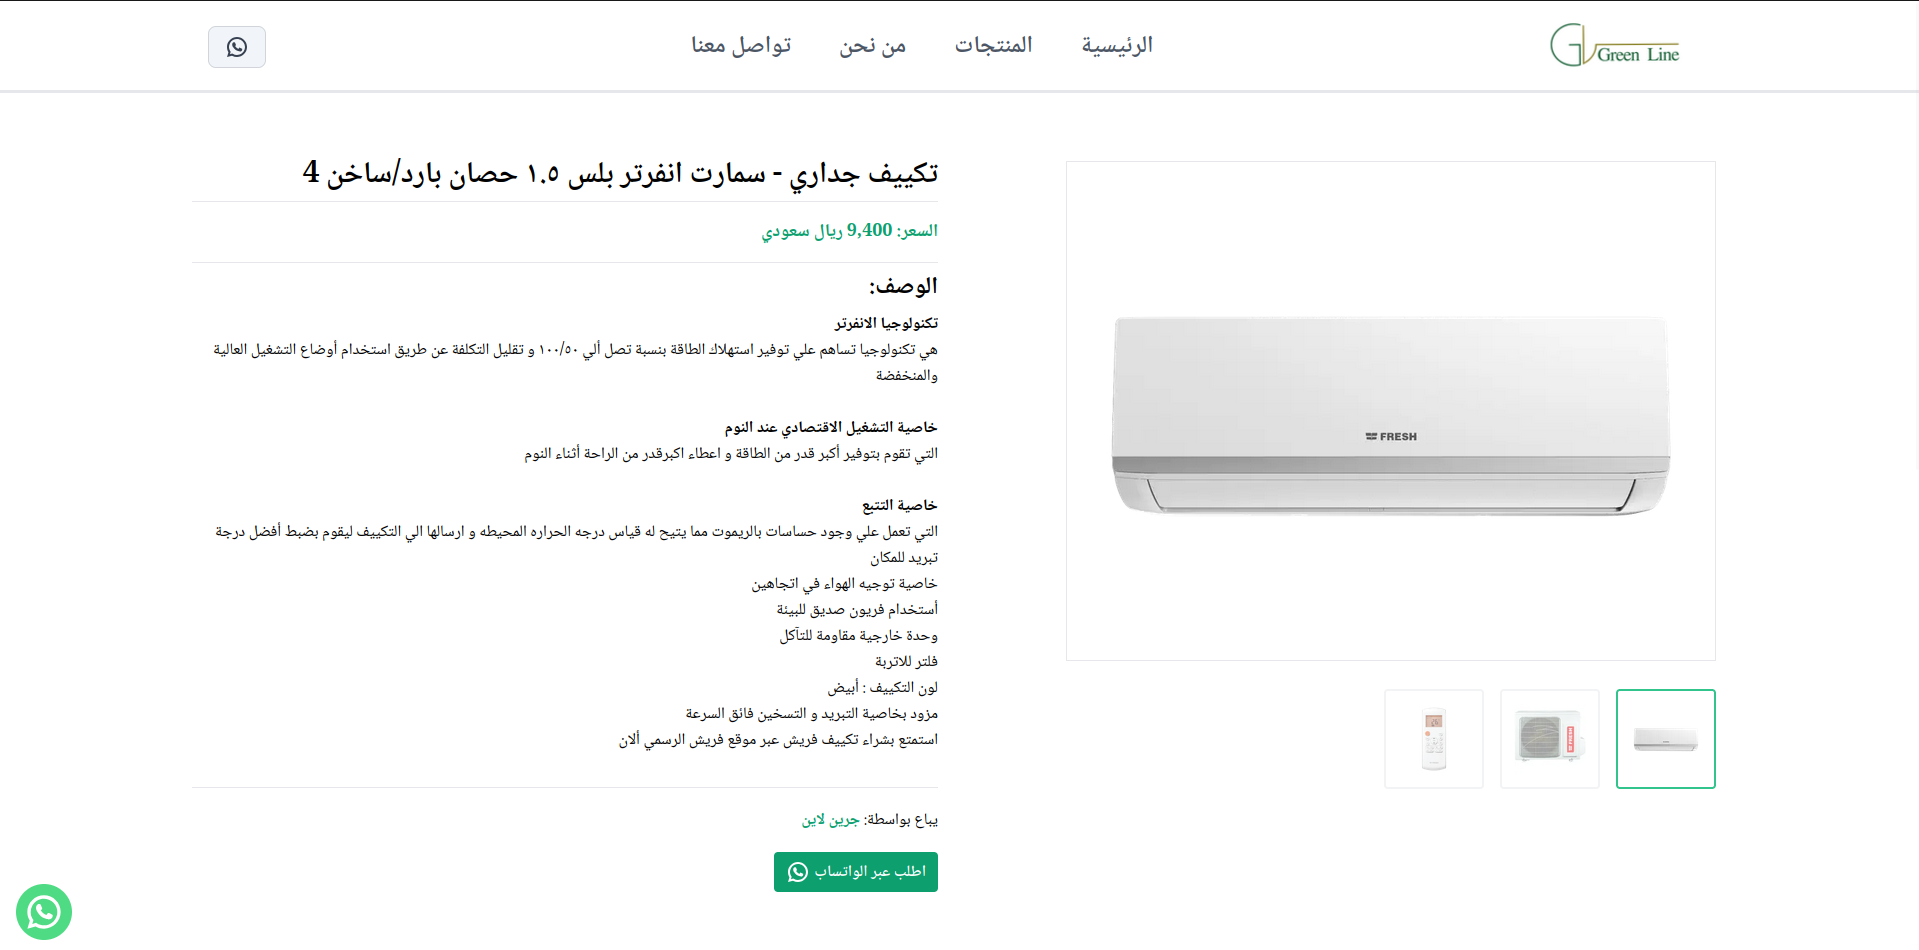 Green Line
الرئيسية
المنتجات
من نحن
تواصل معنا
تكييف جداري - سمارت انفرتر بلس ١.٥ حصان بارد/ساخن 4
السعر: 9,400 ريال سعودي
الوصف:
تكنولوجيا الانفرتر
هي تكنولوجيا تساهم علي توفير استهلاك الطاقة بنسبة تصل ألي ١٠٠/٥٠ و تقليل التكلفة عن طريق استخدام أوضاع التشغيل العالية
والمنخفضة
خاصية التشغيل الاقتصادي عند النوم
التي تقوم بتوفير أكبر قدر من الطاقة و اعطاء اكبرقدر من الراحة أثناء النوم
خاصية التتبع
التي تعمل علي وجود حساسات بالريموت مما يتيح له قياس درجه الحراره المحيطه و ارسالها الي التكييف ليقوم بضبط أفضل درجة
تبريد للمكان
خاصية توجيه الهواء في اتجاهين
أستخدام فريون صديق للبيئة
وحدة خارجية مقاومة للتآكل
فلتر للاتربة
لون التكييف : أبيض
مزود بخاصية التبريد و التسخين فائق السرعة
استمتع بشراء تكييف فريش عبر موقع فريش الرسمي ألان
يباع بواسطة: جرين لاين
اطلب عبر الواتساب
FRESH
FRESH